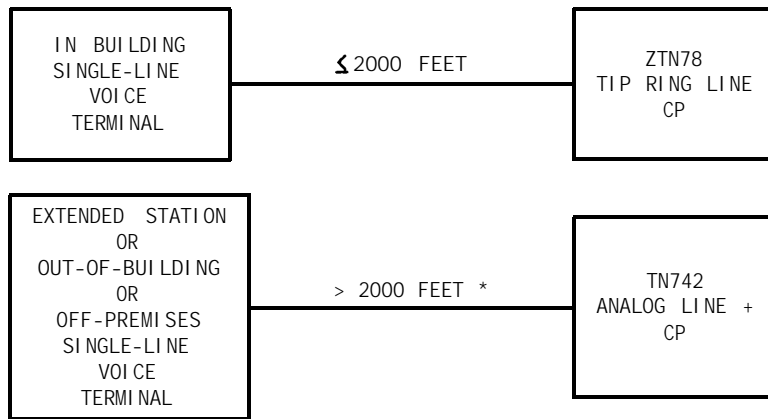 IN BUILDING
SINGLE-LINE
VOICE
TERMINAL
≤ 2000 FEET
ZTN78
TIP RING LINE
CP
EXTENDED STATION
OR
OUT-OF-BUILDING
OR
OFF-PREMISES
SINGLE-LINE
VOICE
TERMINAL
> 2000 FEET *
TN742
ANALOG LINE +
CP